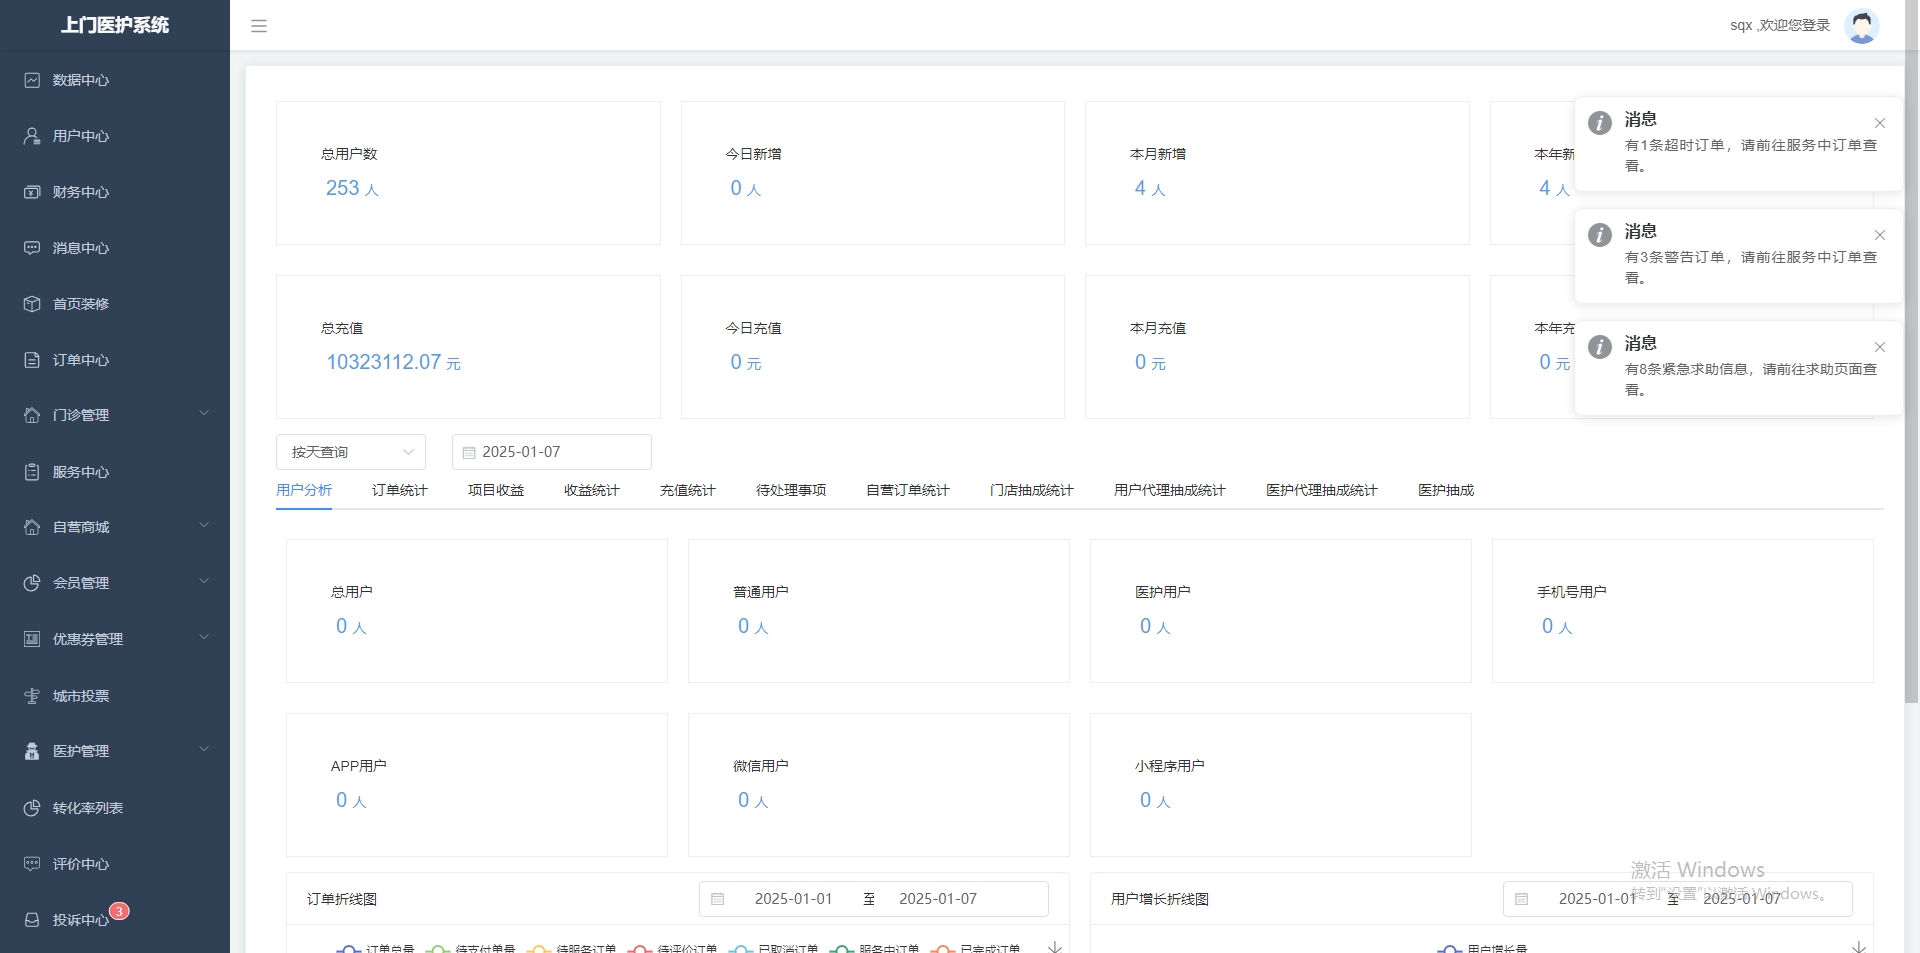 上门医护系统
sqx ,欢迎您登录
数据中心
用户中心
财务中心
消息中心
首页装修
订单中心
门诊管理
服务中心
自营商城
会员管理
优惠券管理
城市投票
医护管理
转化率列表
评价中心
投诉中心 3
总用户数
253 人
今日新增
0 人
本月新增
4 人
本年新
4 人
总充值
10323112.07 元
今日充值
0 元
本月充值
0 元
本年充
0 元
消息
有1条超时订单，请前往服务中订单查
看。
消息
有3条警告订单，请前往服务中订单查
看。
消息
有8条紧急求助信息，请前往求助页面查
看。
按天查询
2025-01-07
用户分析 订单统计 项目收益 收益统计 充值统计 待处理事项 自营订单统计 门店抽成统计 用户代理抽成统计 医护代理抽成统计 医护抽成
总用户
0 人
普通用户
0 人
医护用户
0 人
手机号用户
0 人
APP用户
0 人
微信用户
0 人
小程序用户
0 人
订单折线图
2025-01-01 至 2025-01-07
订单总量 待支付单量 待服务订单 待评价订单 已取消订单 服务中订单 已完成订单
用户增长折线图
2025-01-01 至 2025-01-07
用户增长量
激活 Windows
转到“设置”以激活 Windows。